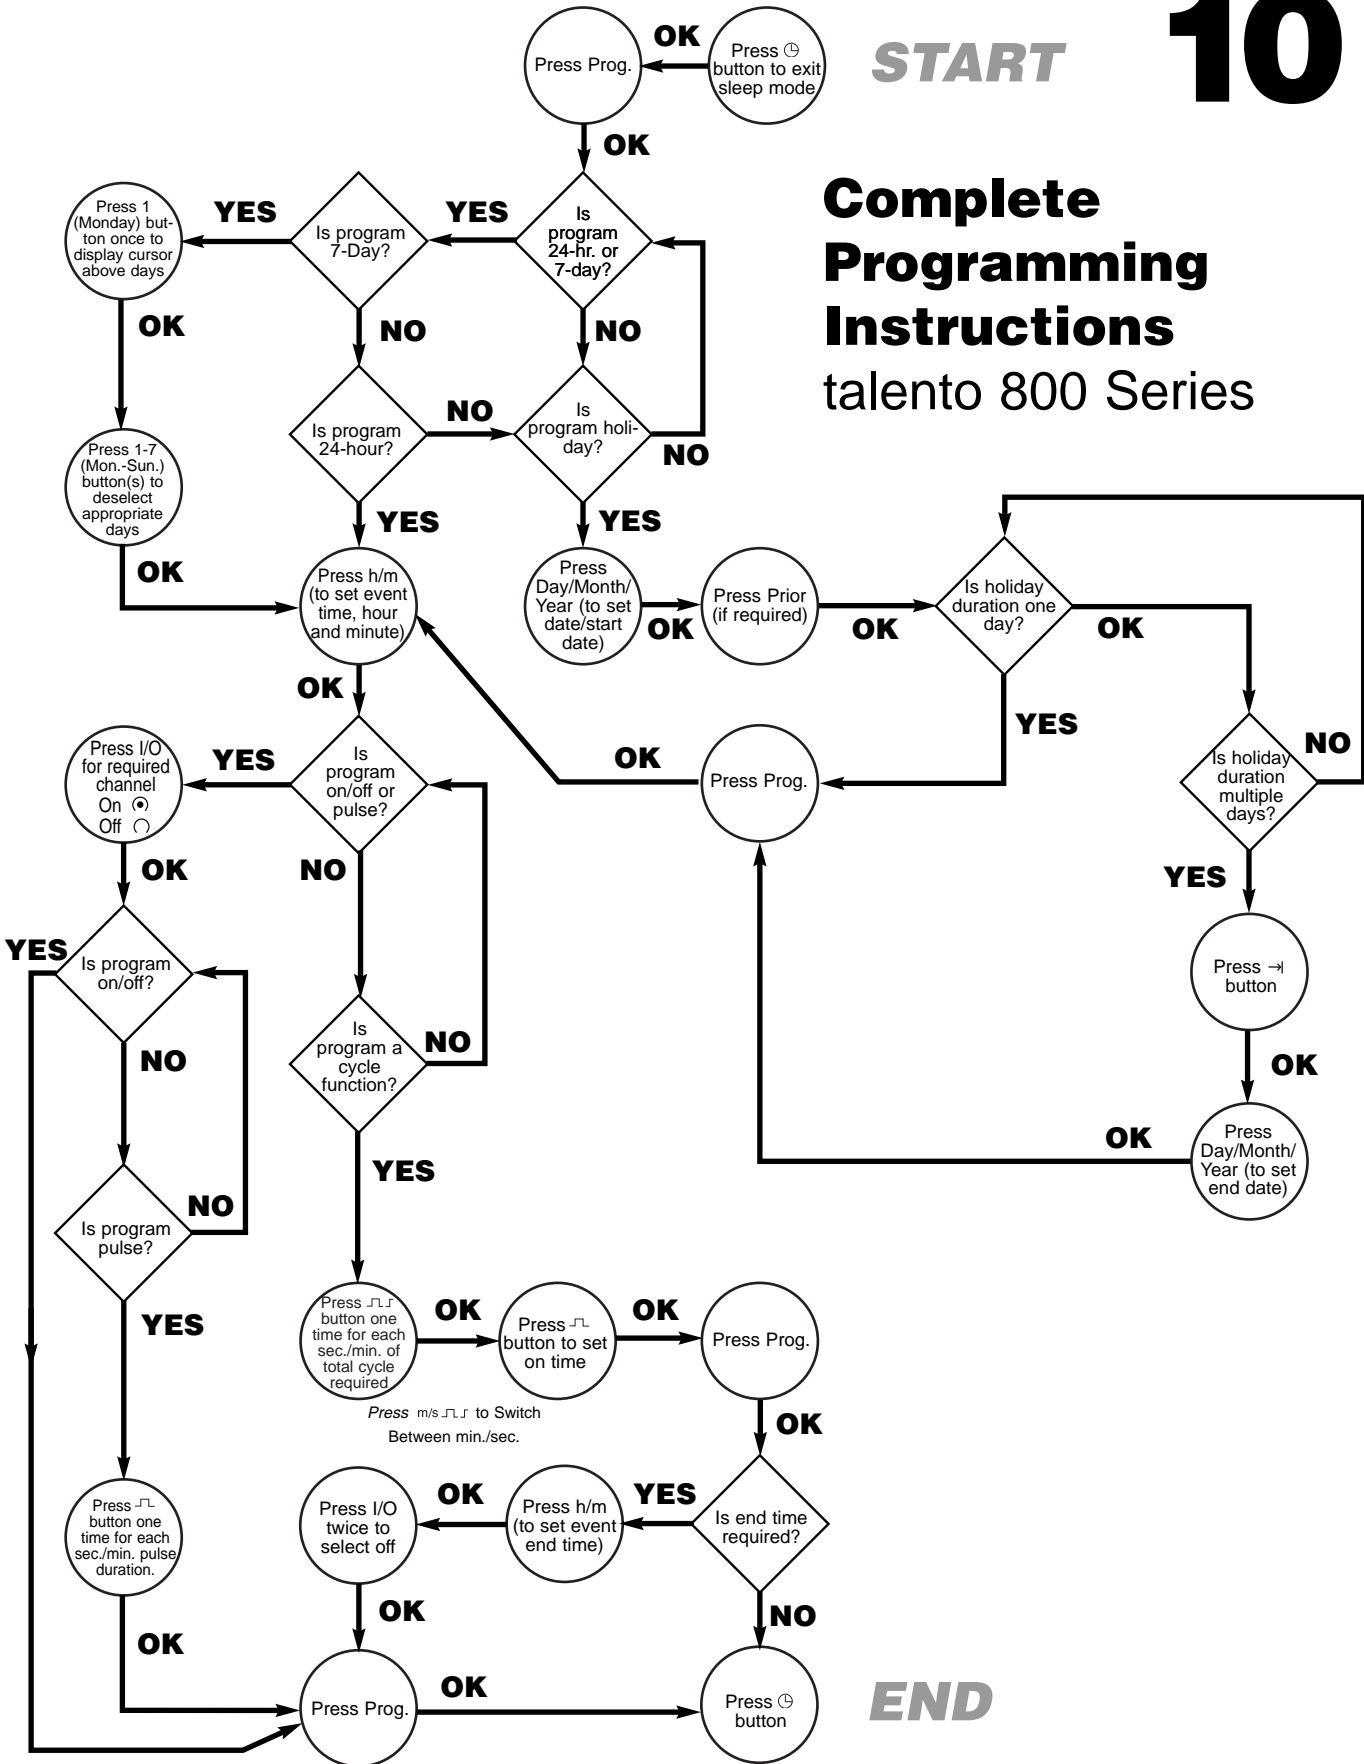 10
START
Complete
Programming
Instructions
talento 800 Series
Press
button to exit
sleep mode
OK
Press Prog.
OK
Is
program
24-hr. or
7-day?
YES
NO
Is program
7-Day?
YES
NO
Press 1
(Monday) but-
ton once to
display cursor
above days
OK
Press 1-7
(Mon.-Sun.)
button(s) to
deselect
appropriate
days
OK
Is program
24-hour?
NO
YES
Is
program holi-
day?
NO
YES
Press h/m
(to set event
time, hour
and minute)
OK
Press
Day/Month/
Year (to set
date/start
date)
OK
Press Prior
(if required)
OK
Is holiday
duration one
day?
OK
YES
Is holiday
duration
multiple
days?
NO
YES
Press
button
OK
Press
Day/Month/
Year (to set
end date)
OK
Press Prog.
OK
Is
program
on/off or
pulse?
YES
NO
Press I/O
for required
channel
On
Off
OK
Is program
on/off?
YES
NO
Is program
pulse?
NO
YES
Press
button one
time for each
sec./min. pulse
duration.
OK
Is
program a
cycle
function?
NO
YES
Press
button one
time for each
sec./min. of
total cycle
required
OK
Press m/s to Switch
Between min./sec.
Press
button to set
on time
OK
Press Prog.
OK
Is end time
required?
YES
NO
Press h/m
(to set event
end time)
OK
Press I/O
twice to
select off
OK
Press Prog.
OK
Press
button
END